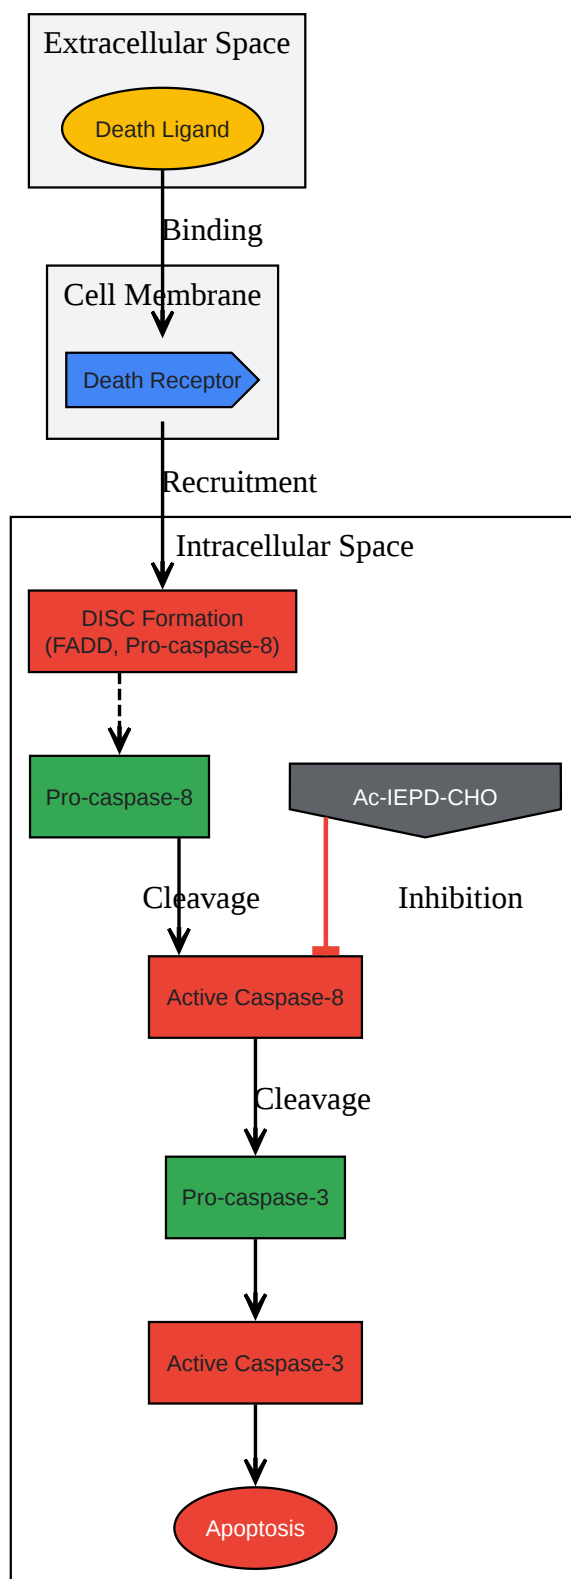 Extracellular Space
Death Ligand
Binding
Cell Membrane
Death Receptor
Recruitment
Intracellular Space
DISC Formation
(FADD, Pro-caspase-8)
Pro-caspase-8
Ac-IEPD-CHO
Cleavage
Inhibition
Active Caspase-8
Cleavage
Pro-caspase-3
Active Caspase-3
Apoptosis